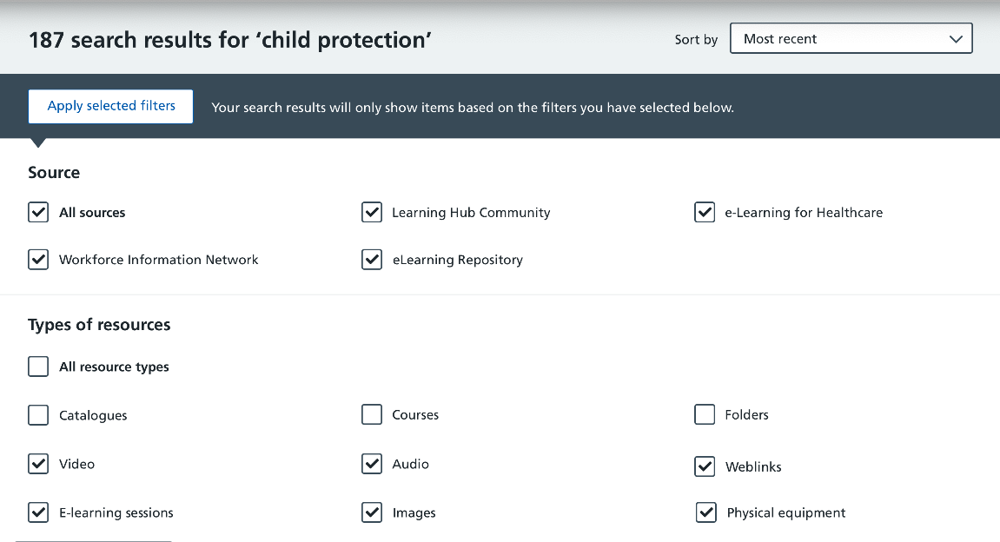 187 search results for ‘child protection’
Sort by Most recent
Apply selected filters Your search results will only show items based on the filters you have selected below.
Source
All sources Learning Hub Community e-Learning for Healthcare
Workforce Information Network eLearning Repository
Types of resources
All resource types
Catalogues Courses Folders
Video Audio Weblinks
E-learning sessions Images Physical equipment